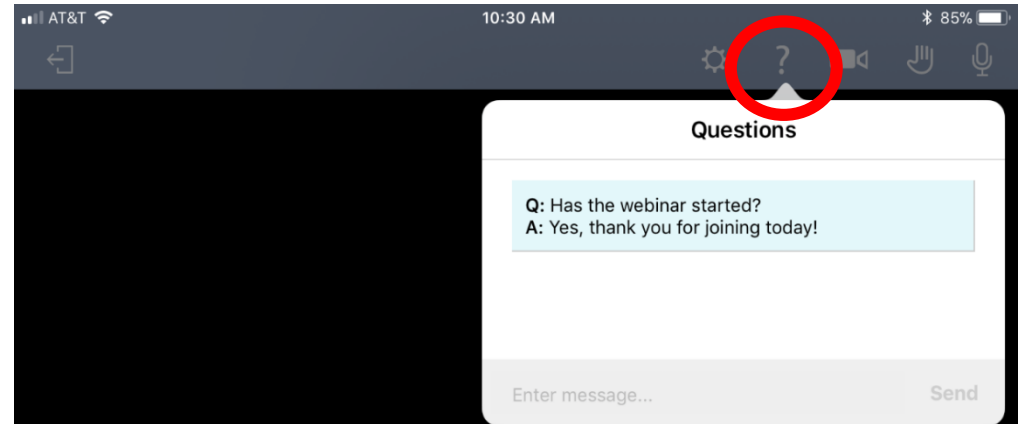 AT&T 10:30 AM 85%
?
Questions
Q: Has the webinar started?
A: Yes, thank you for joining today!
Enter message... Send